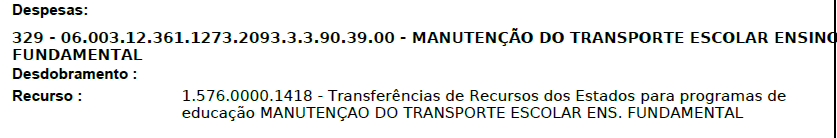 Despesas:
329 - 06.003.12.361.1273.2093.3.3.90.39.00 - MANUTENÇÃO DO TRANSPORTE ESCOLAR ENSINO
FUNDAMENTAL
Desdobramento :
Recurso : 1.576.0000.1418 - Transferências de Recursos dos Estados para programas de
educação MANUTENÇAO DO TRANSPORTE ESCOLAR ENS. FUNDAMENTAL